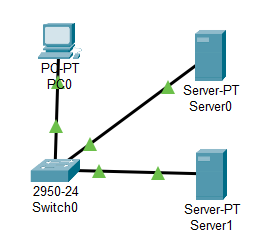 PC-PT
PC0
Server-PT
Server0
2950-24
Switch0
Server-PT
Server1